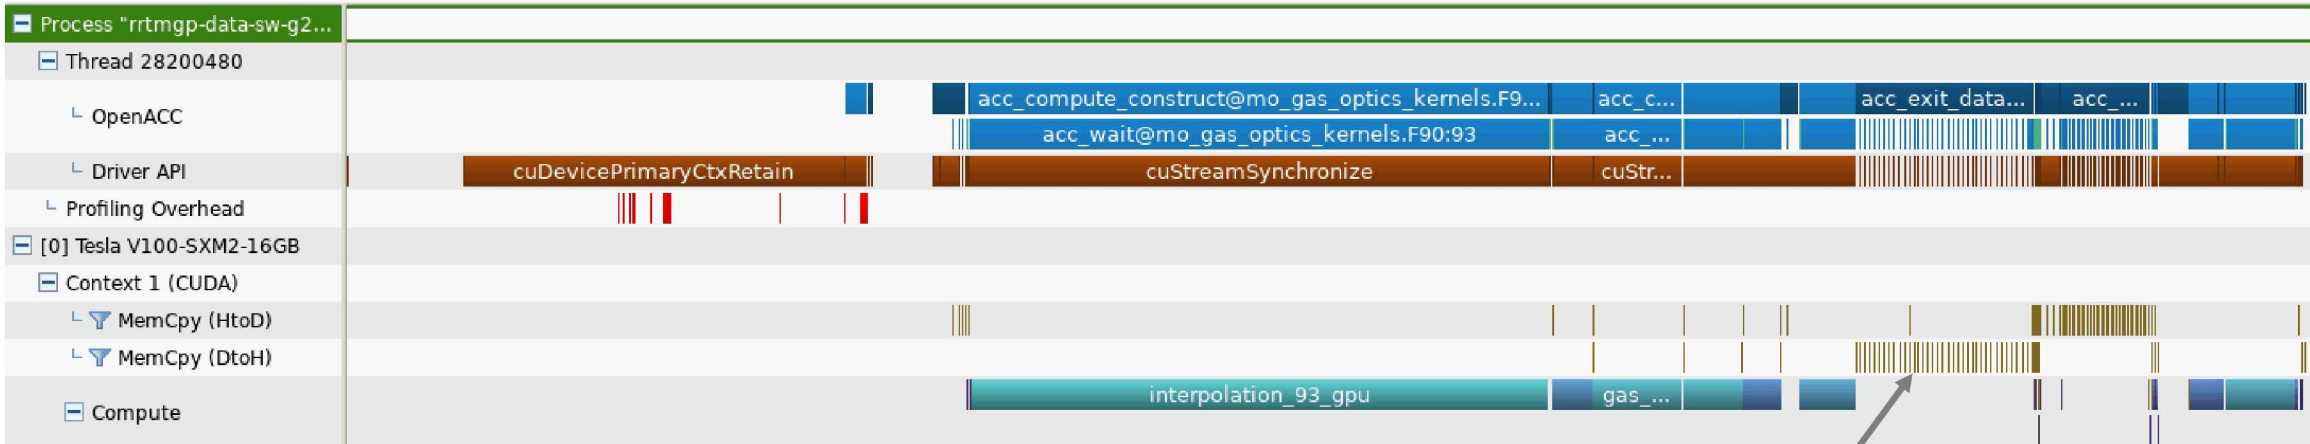 Process "rrtmgp-data-sw-g2...
Thread 28200480
OpenACC
acc_compute_construct@mo_gas_optics_kernels.F9... acc_c... acc_exit_data... acc_...
acc_wait@mo_gas_optics_kernels.F90:93 acc_...
Driver API
cuDevicePrimaryCtxRetain cuStreamSynchronize cuStr...
Profiling Overhead
[0] Tesla V100-SXM2-16GB
Context 1 (CUDA)
MemCpy (HtoD)
MemCpy (DtoH)
Compute
interpolation_93_gpu gas_...